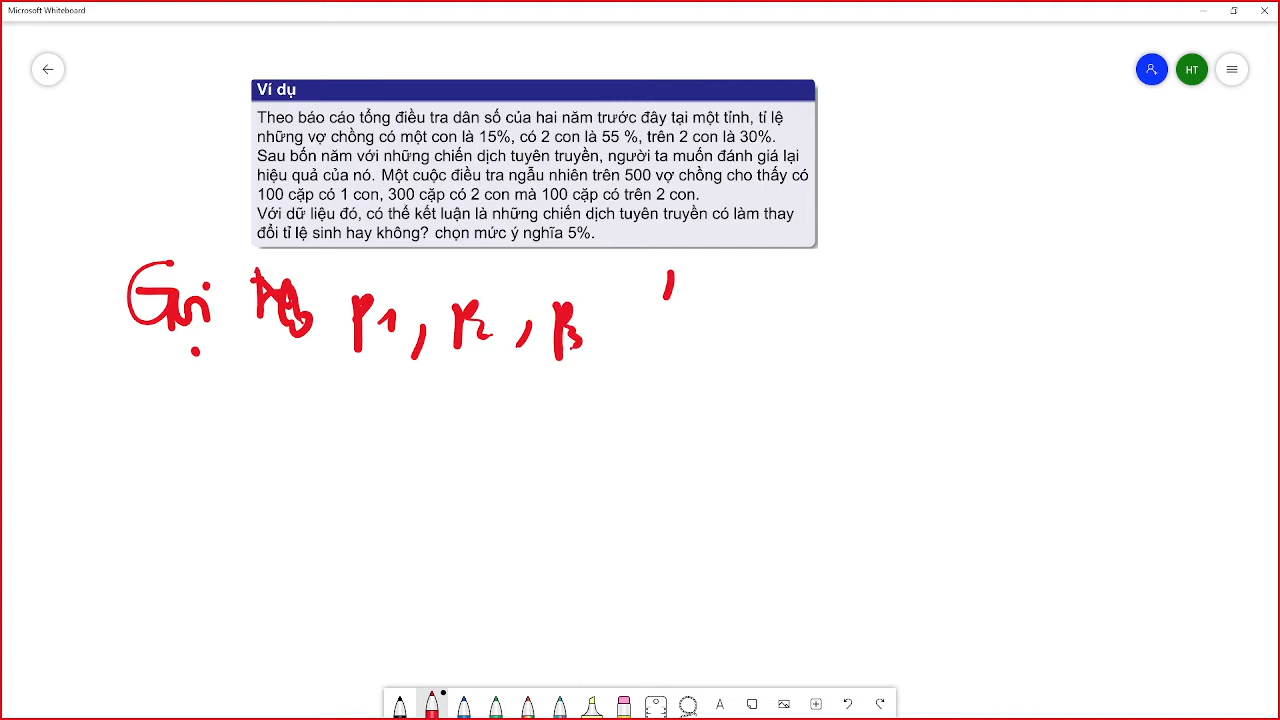 Microsoft Whiteboard
HT
Ví dụ
Theo báo cáo tổng điều tra dân số của hai năm trước đây tại một tỉnh, tỉ lệ
những vợ chồng có một con là 15%, có 2 con là 55 %, trên 2 con là 30%.
Sau bốn năm với những chiến dịch tuyên truyền, người ta muốn đánh giá lại
hiệu quả của nó. Một cuộc điều tra ngẫu nhiên trên 500 vợ chồng cho thấy có
100 cặp có 1 con, 300 cặp có 2 con mà 100 cặp có trên 2 con.
Với dữ liệu đó, có thể kết luận là những chiến dịch tuyên truyền có làm thay
đổi tỉ lệ sinh hay không? chọn mức ý nghĩa 5%.
Gọi p1, p2, p3